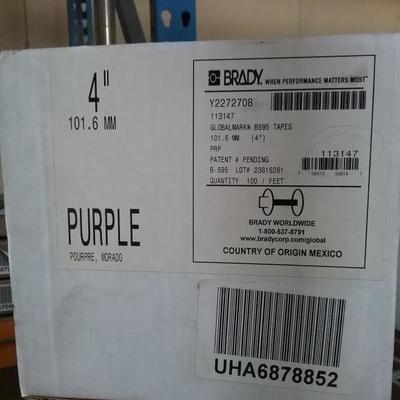 4"
101.6 MM
PURPLE
POURPRE, MORADO
BRADY. WHEN PERFORMANCE MATTERS MOST™
Y2272708
113147
GLOBALMARK® B595 TAPES
101.6 MM (4")
PRP
PATENT # PENDING
B-595 LOT# 23815261
QUANTITY 100 / FEET
113147
BRADY WORLDWIDE
1-800-537-8791
www.bradycorp.com/global
COUNTRY OF ORIGIN MEXICO
UHA6878852